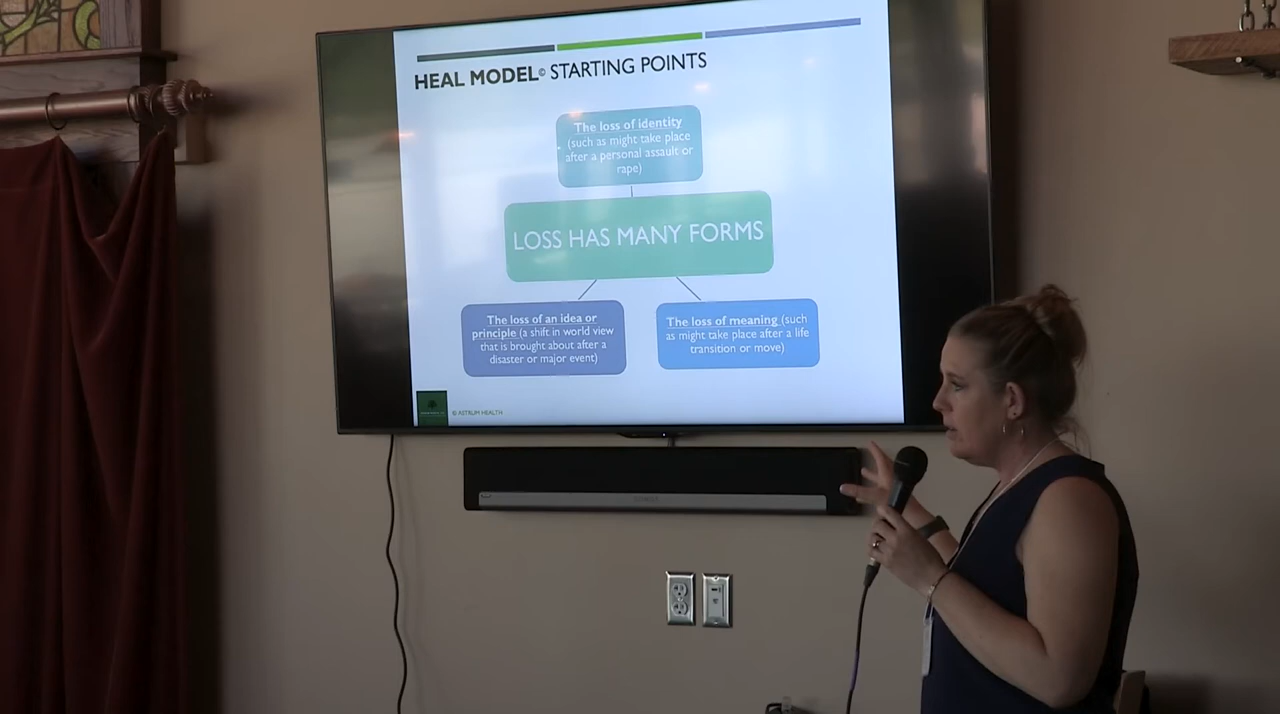 HEAL MODEL© STARTING POINTS
The loss of identity
(such as might take place
after a personal assault or
rape)
LOSS HAS MANY FORMS
The loss of an idea or
principle (a shift in world view
that is brought about after a
disaster or major event)
The loss of meaning (such
as might take place after a life
transition or move)
© ASTRUM HEALTH